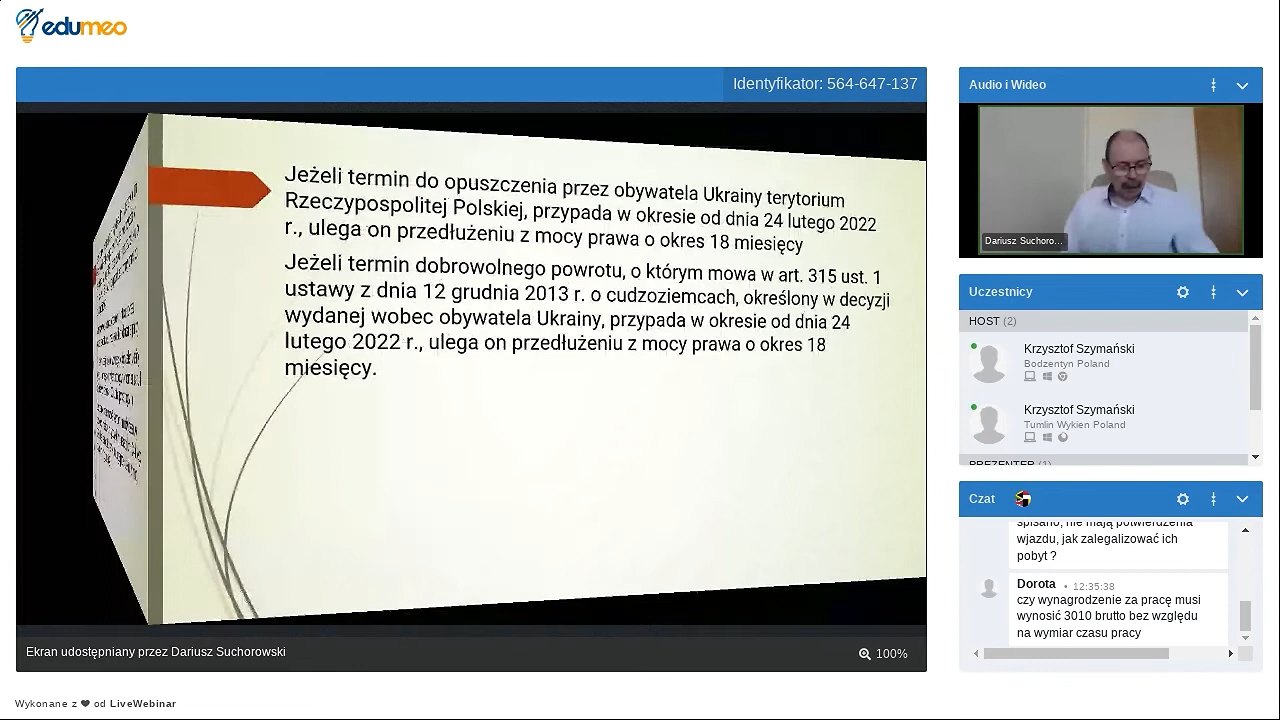 edumeo
Identyfikator: 564-647-137
Jeżeli termin do opuszczenia przez obywatela Ukrainy terytorium
Rzeczypospolitej Polskiej, przypada w okresie od dnia 24 lutego 2022
r., ulega on przedłużeniu z mocy prawa o okres 18 miesięcy
Jeżeli termin dobrowolnego powrotu, o którym mowa w art. 315 ust. 1
ustawy z dnia 12 grudnia 2013 r. o cudzoziemcach, określony w decyzji
wydanej wobec obywatela Ukrainy, przypada w okresie od dnia 24
lutego 2022 r., ulega on przedłużeniu z mocy prawa o okres 18
miesięcy.
Ekran udostępniany przez Dariusz Suchorowski
100%
Audio i Wideo
Dariusz Suchoro...
Uczestnicy
HOST (2)
Krzysztof Szymański
Bodzentyn Poland
Krzysztof Szymański
Tumlin Wykien Poland
PREZENTER (1)
Czat
spisano, nie mają potwierdzenia
wjazdu, jak zalegalizować ich
pobyt ?
Dorota • 12:35:38
czy wynagrodzenie za pracę musi
wynosić 3010 brutto bez względu
na wymiar czasu pracy
Wykonane z ❤ od LiveWebinar